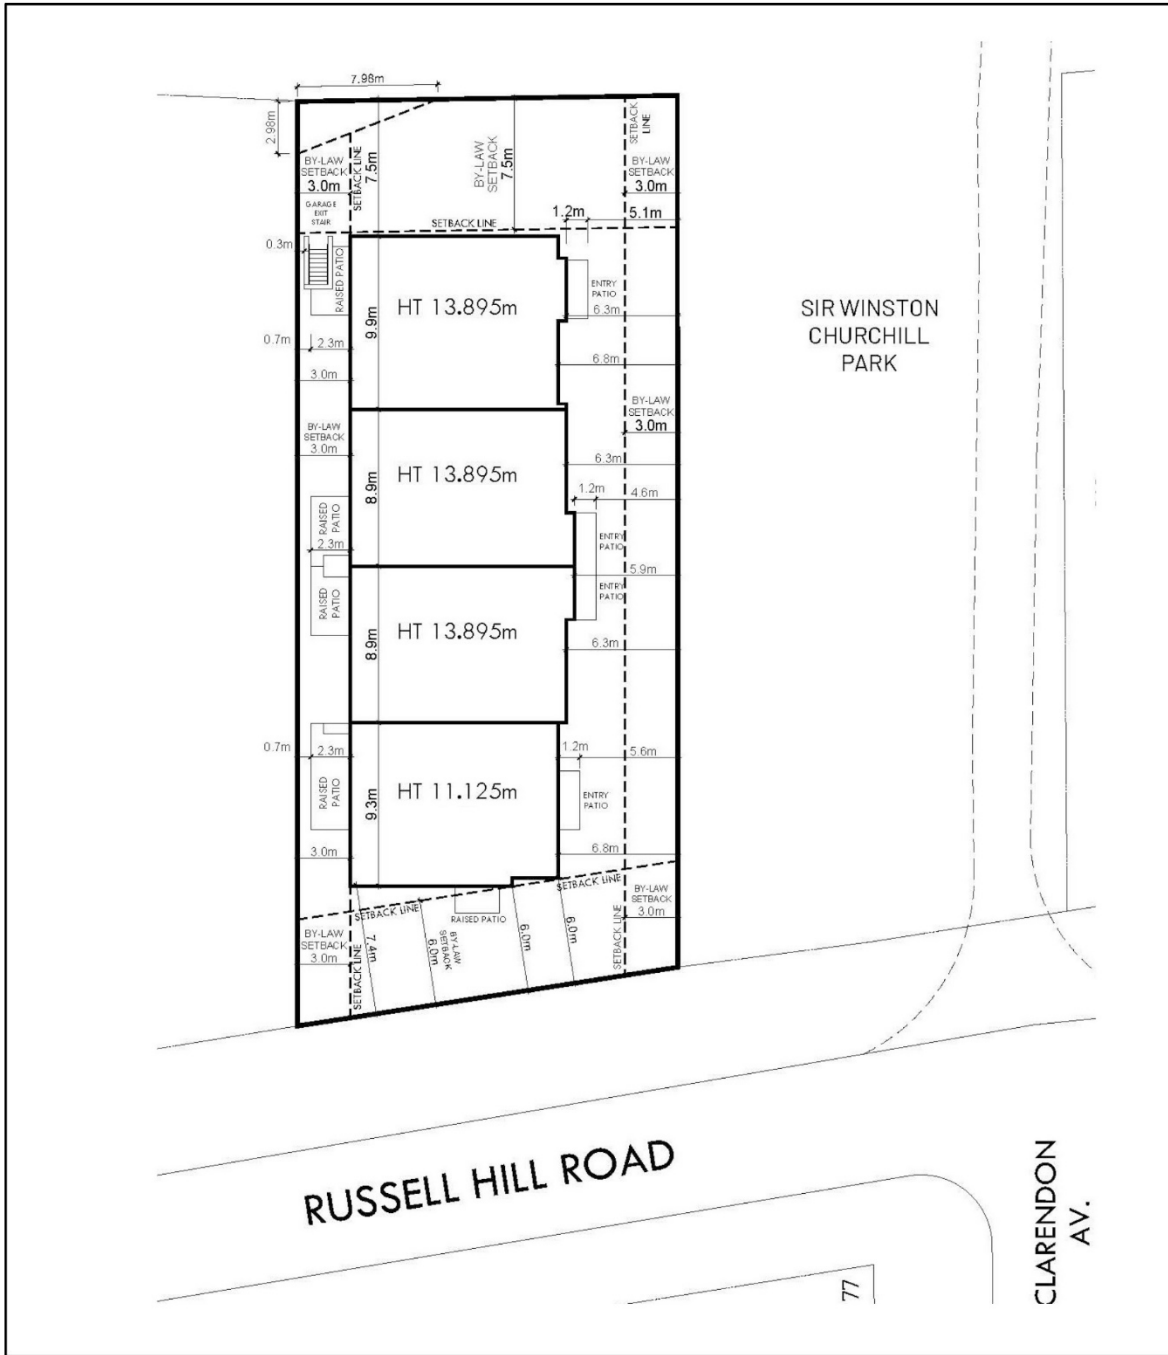 7.98m
2.98m
BY-LAW
SETBACK
3.0m
SETBACK LINE
7.5m
BY-LAW
SETBACK
7.5m
SETBACK
LINE
BY-LAW
SETBACK
3.0m
GARAGE
EXIT
STAIR
SETBACK LINE
1.2m
5.1m
0.3m
RAISED PATIO
HT 13.895m
9.9m
ENTRY
PATIO
6.3m
SIR WINSTON
CHURCHILL
PARK
0.7m
2.3m
6.8m
3.0m
BY-LAW
SETBACK
3.0m
BY-LAW
SETBACK
3.0m
6.3m
HT 13.895m
8.9m
1.2m
4.6m
RAISED
PATIO
2.3m
ENTRY
PATIO
5.9m
ENTRY
PATIO
RAISED
PATIO
HT 13.895m
8.9m
6.3m
0.7m
2.3m
1.2m
5.6m
RAISED
PATIO
HT 11.125m
9.3m
ENTRY
PATIO
3.0m
6.8m
SETBACK LINE
SETBACK LINE
RAISED PATIO
BY-LAW
SETBACK
3.0m
SETBACK LINE
BY-LAW
SETBACK
3.0m
SETBACK LINE
7.4m
6.0m
BY-LAW
SETBACK
6.0m
6.0m
RUSSELL HILL ROAD
CLARENDON
AV.
77